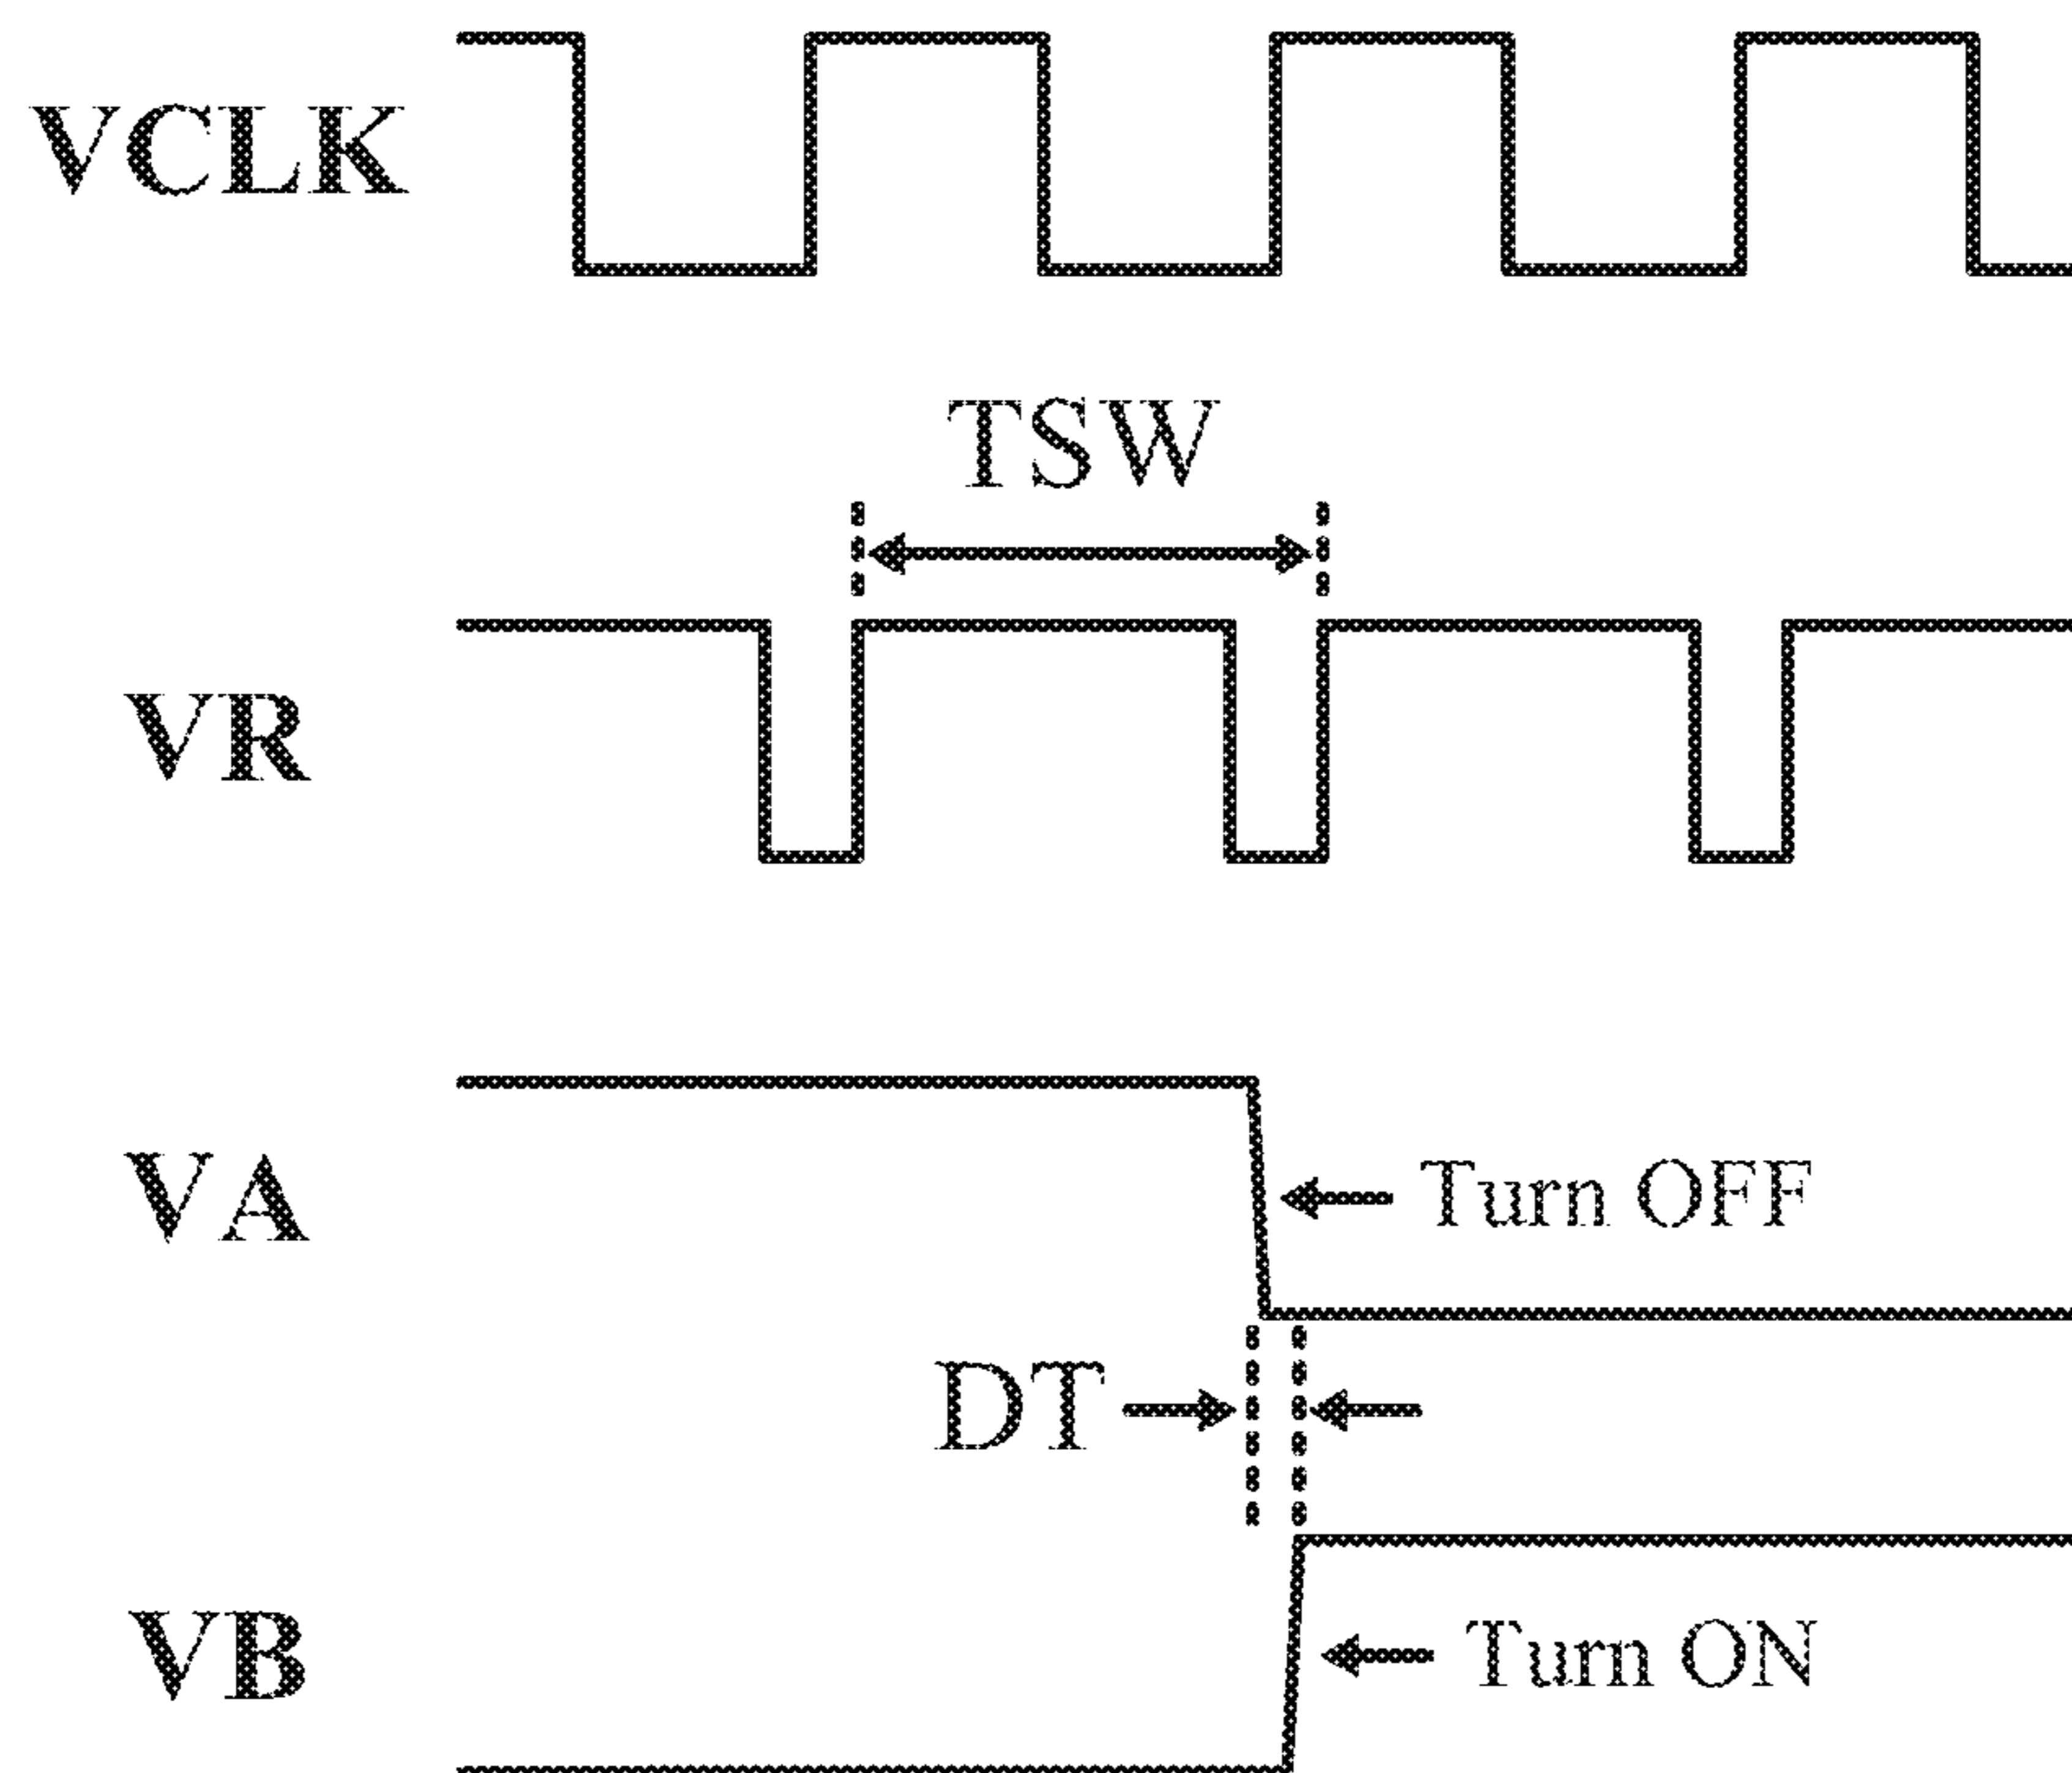 VCLK
TSW
VR
VA
Turn OFF
DT
VB
Turn ON